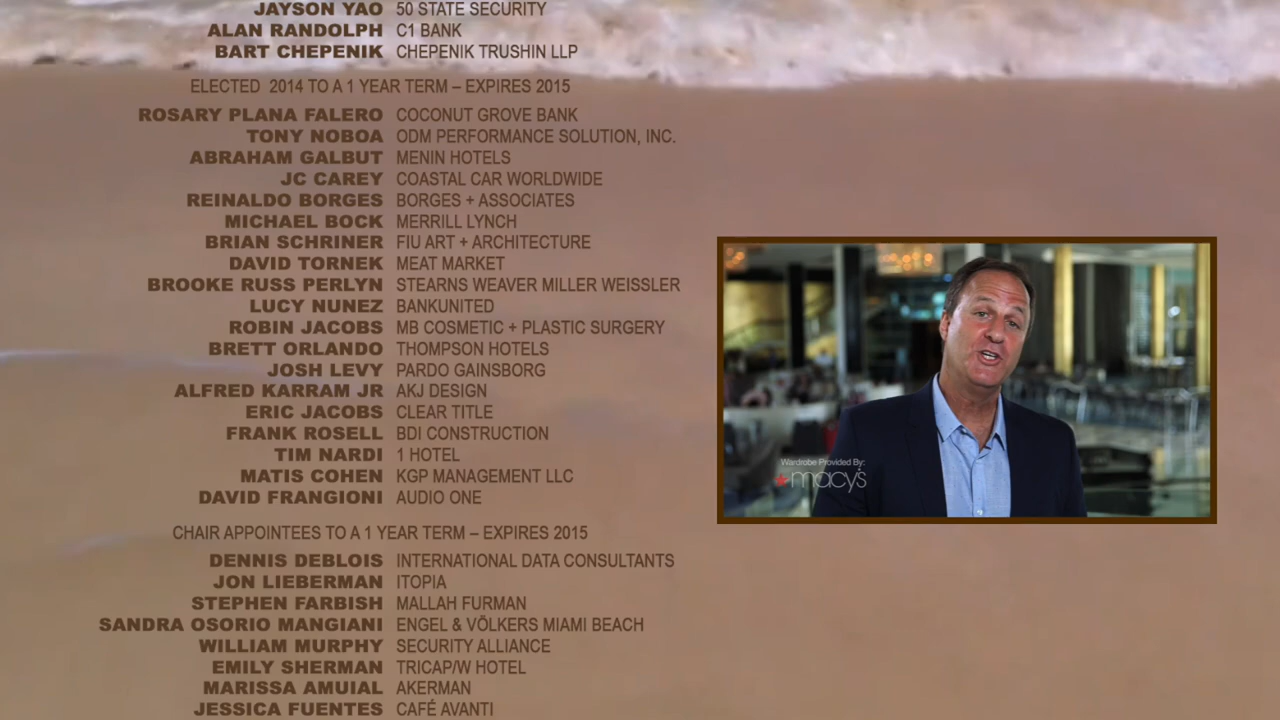 JAYSON YAO 50 STATE SECURITY
ALAN RANDOLPH C1 BANK
BART CHEPENIK CHEPENIK TRUSHIN LLP
ELECTED 2014 TO A 1 YEAR TERM – EXPIRES 2015
ROSARY PLANA FALERO COCONUT GROVE BANK
TONY NOBOA ODM PERFORMANCE SOLUTION, INC.
ABRAHAM GALBUT MENIN HOTELS
JC CAREY COASTAL CAR WORLDWIDE
REINALDO BORGES BORGES + ASSOCIATES
MICHAEL BOCK MERRILL LYNCH
BRIAN SCHRINER FIU ART + ARCHITECTURE
DAVID TORNEK MEAT MARKET
BROOKE RUSS PERLYN STEARNS WEAVER MILLER WEISSLER
LUCY NUNEZ BANKUNITED
ROBIN JACOBS MB COSMETIC + PLASTIC SURGERY
BRETT ORLANDO THOMPSON HOTELS
JOSH LEVY PARDO GAINSBORG
ALFRED KARRAM JR AKJ DESIGN
ERIC JACOBS CLEAR TITLE
FRANK ROSELL BDI CONSTRUCTION
TIM NARDI 1 HOTEL
MATIS COHEN KGP MANAGEMENT LLC
DAVID FRANGIONI AUDIO ONE
CHAIR APPOINTEES TO A 1 YEAR TERM – EXPIRES 2015
DENNIS DEBLOIS INTERNATIONAL DATA CONSULTANTS
JON LIEBERMAN ITOPIA
STEPHEN FARBISH MALLAH FURMAN
SANDRA OSORIO MANGIANI ENGEL & VÖLKERS MIAMI BEACH
WILLIAM MURPHY SECURITY ALLIANCE
EMILY SHERMAN TRICAP/W HOTEL
MARISSA AMUIAL AKERMAN
JESSICA FUENTES CAFÉ AVANTI
Wardrobe Provided By:
macy's